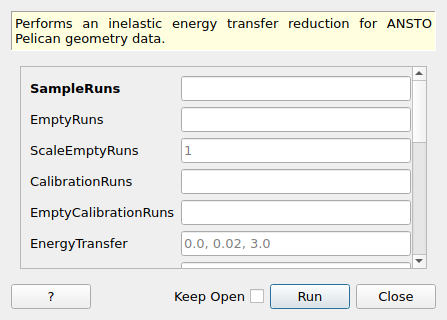 Performs an inelastic energy transfer reduction for ANSTO
Pelican geometry data.
SampleRuns
EmptyRuns
ScaleEmptyRuns 1
CalibrationRuns
EmptyCalibrationRuns
EnergyTransfer 0.0, 0.02, 3.0
? Keep Open Run Close